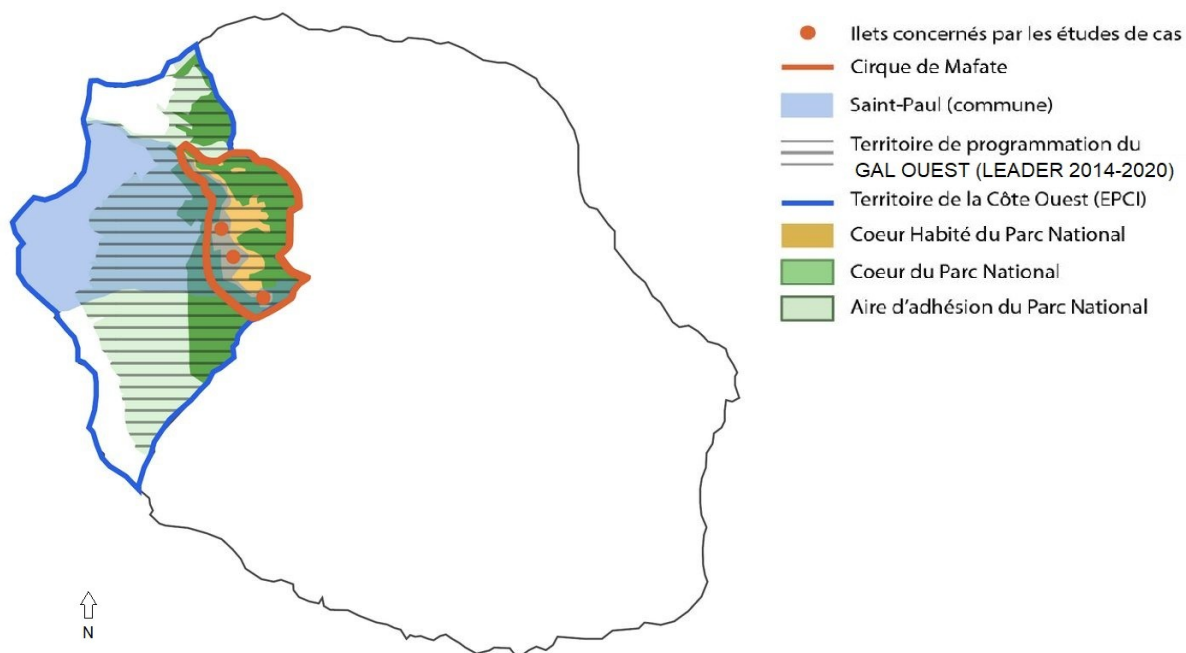 Ilets concernés par les études de cas
Cirque de Mafate
Saint-Paul (commune)
Territoire de programmation du
GAL OUEST (LEADER 2014-2020)
Territoire de la Côte Ouest (EPCI)
Coeur Habité du Parc National
Coeur du Parc National
Aire d'adhésion du Parc National
N